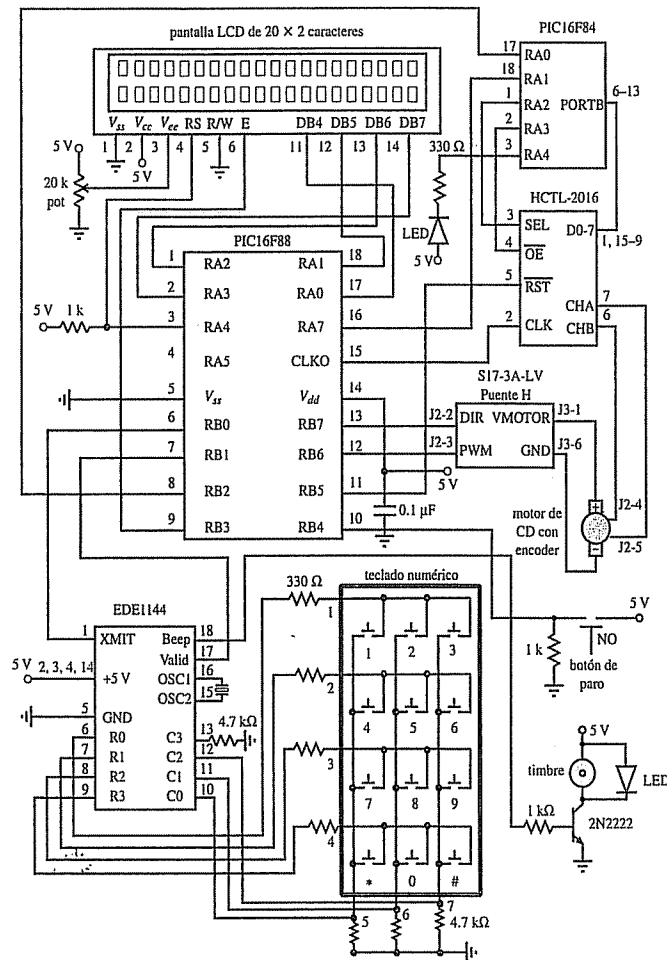 pantalla LCD de 20 × 2 caracteres
Vss Vcc Vee RS R/W E DB4 DB5 DB6 DB7
1 2 3 4 5 6 11 12 13 14
5 V
5 V
20 k
pot
PIC16F84
17 RA0
18 RA1
1 RA2 PORTB 6–13
2 RA3
3 RA4
330 Ω
LED
5 V
HCTL-2016
3 SEL D0-7 1, 15–9
4 OE
5 RST
CHA 7
2 CLK CHB 6
PIC16F88
1 RA2 RA1 18
2 RA3 RA0 17
5 V 1 k
3 RA4 RA7 16
4 RA5 CLKO 15
5 Vss Vdd 14
6 RB0 RB7 13
7 RB1 RB6 12
8 RB2 RB5 11
9 RB3 RB4 10
5 V
0.1 µF
S17-3A-LV
Puente H
J2-2 DIR VMOTOR J3-1
J2-3 PWM GND J3-6
motor de
CD con
encoder
+
–
J2-4
J2-5
EDE1144
1 XMIT Beep 18
Valid 17
5 V 2, 3, 4, 14 +5 V OSC1 16
OSC2 15
5 GND
6 R0 C3 13 4.7 kΩ
7 R1 C2 12
8 R2 C1 11
9 R3 C0 10
teclado numérico
330 Ω
1
1 2 3
2
4 5 6
3
7 8 9
4
* 0 #
5 6 7
4.7 kΩ
5 V
1 k
NO
botón de
paro
5 V
timbre
LED
1 kΩ
2N2222